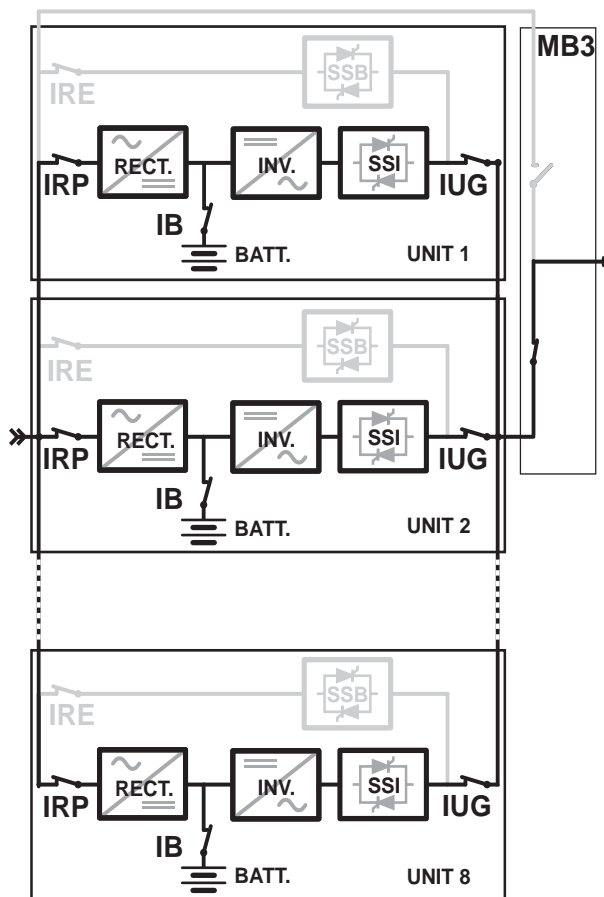 MB3
SSB
IRE
IRP
RECT.
INV.
SSI
IUG
IB
BATT.
UNIT 1
SSB
IRE
IRP
RECT.
INV.
SSI
IUG
IB
BATT.
UNIT 2
SSB
IRE
IRP
RECT.
INV.
SSI
IUG
IB
BATT.
UNIT 8